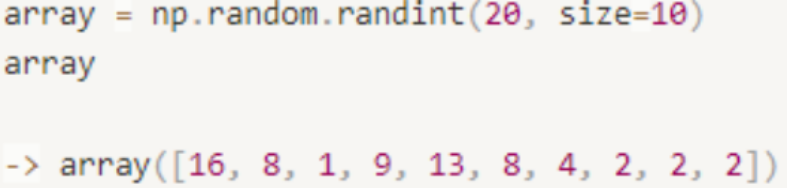 array = np.random.randint(20, size=10)
array
-> array([16, 8, 1, 9, 13, 8, 4, 2, 2, 2])